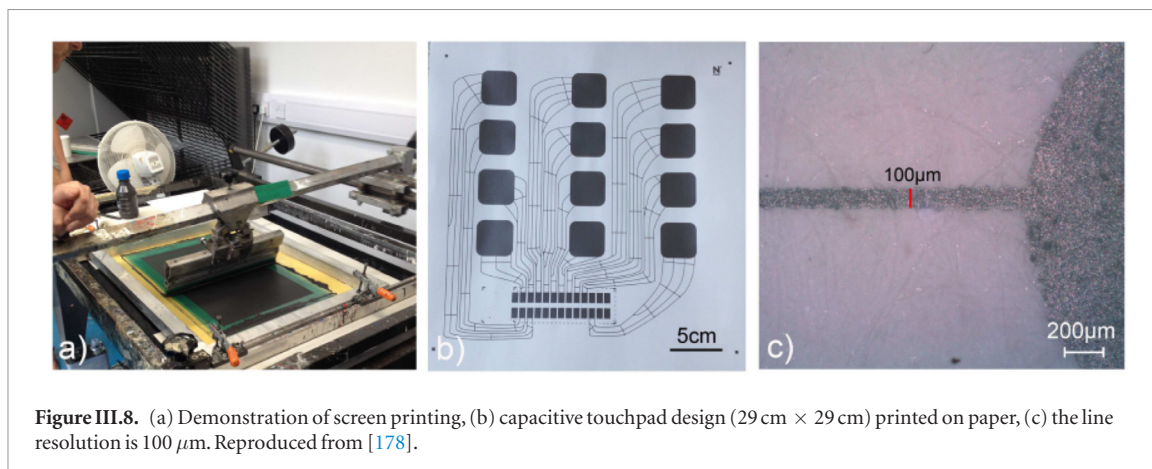 a)
b)
N
5cm
c)
100µm
200µm
Figure III.8. (a) Demonstration of screen printing, (b) capacitive touchpad design (29 cm × 29 cm) printed on paper, (c) the line
resolution is 100 μm. Reproduced from [178].